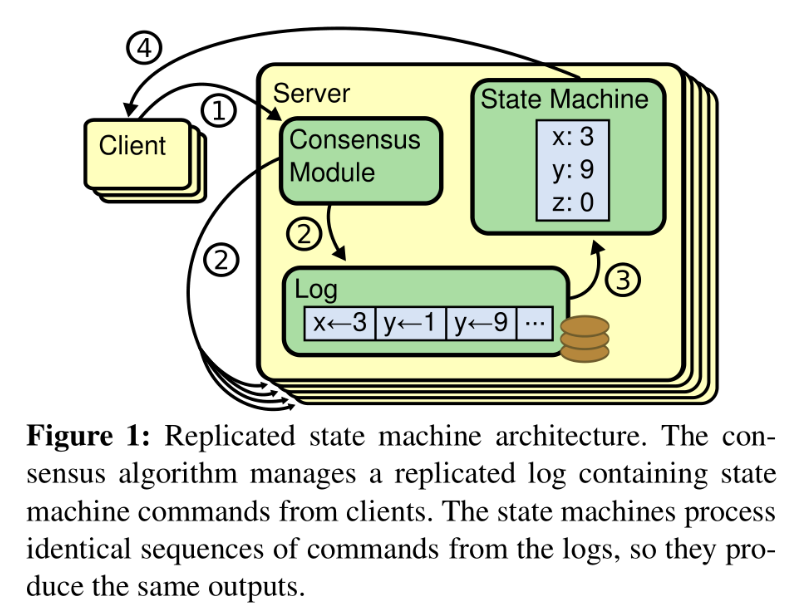 ④
①
Server
State Machine
Client
Consensus
Module
x: 3
y: 9
z: 0
②
②
③
Log
x←3 y←1 y←9 ···
Figure 1: Replicated state machine architecture. The con-
sensus algorithm manages a replicated log containing state
machine commands from clients. The state machines process
identical sequences of commands from the logs, so they pro-
duce the same outputs.